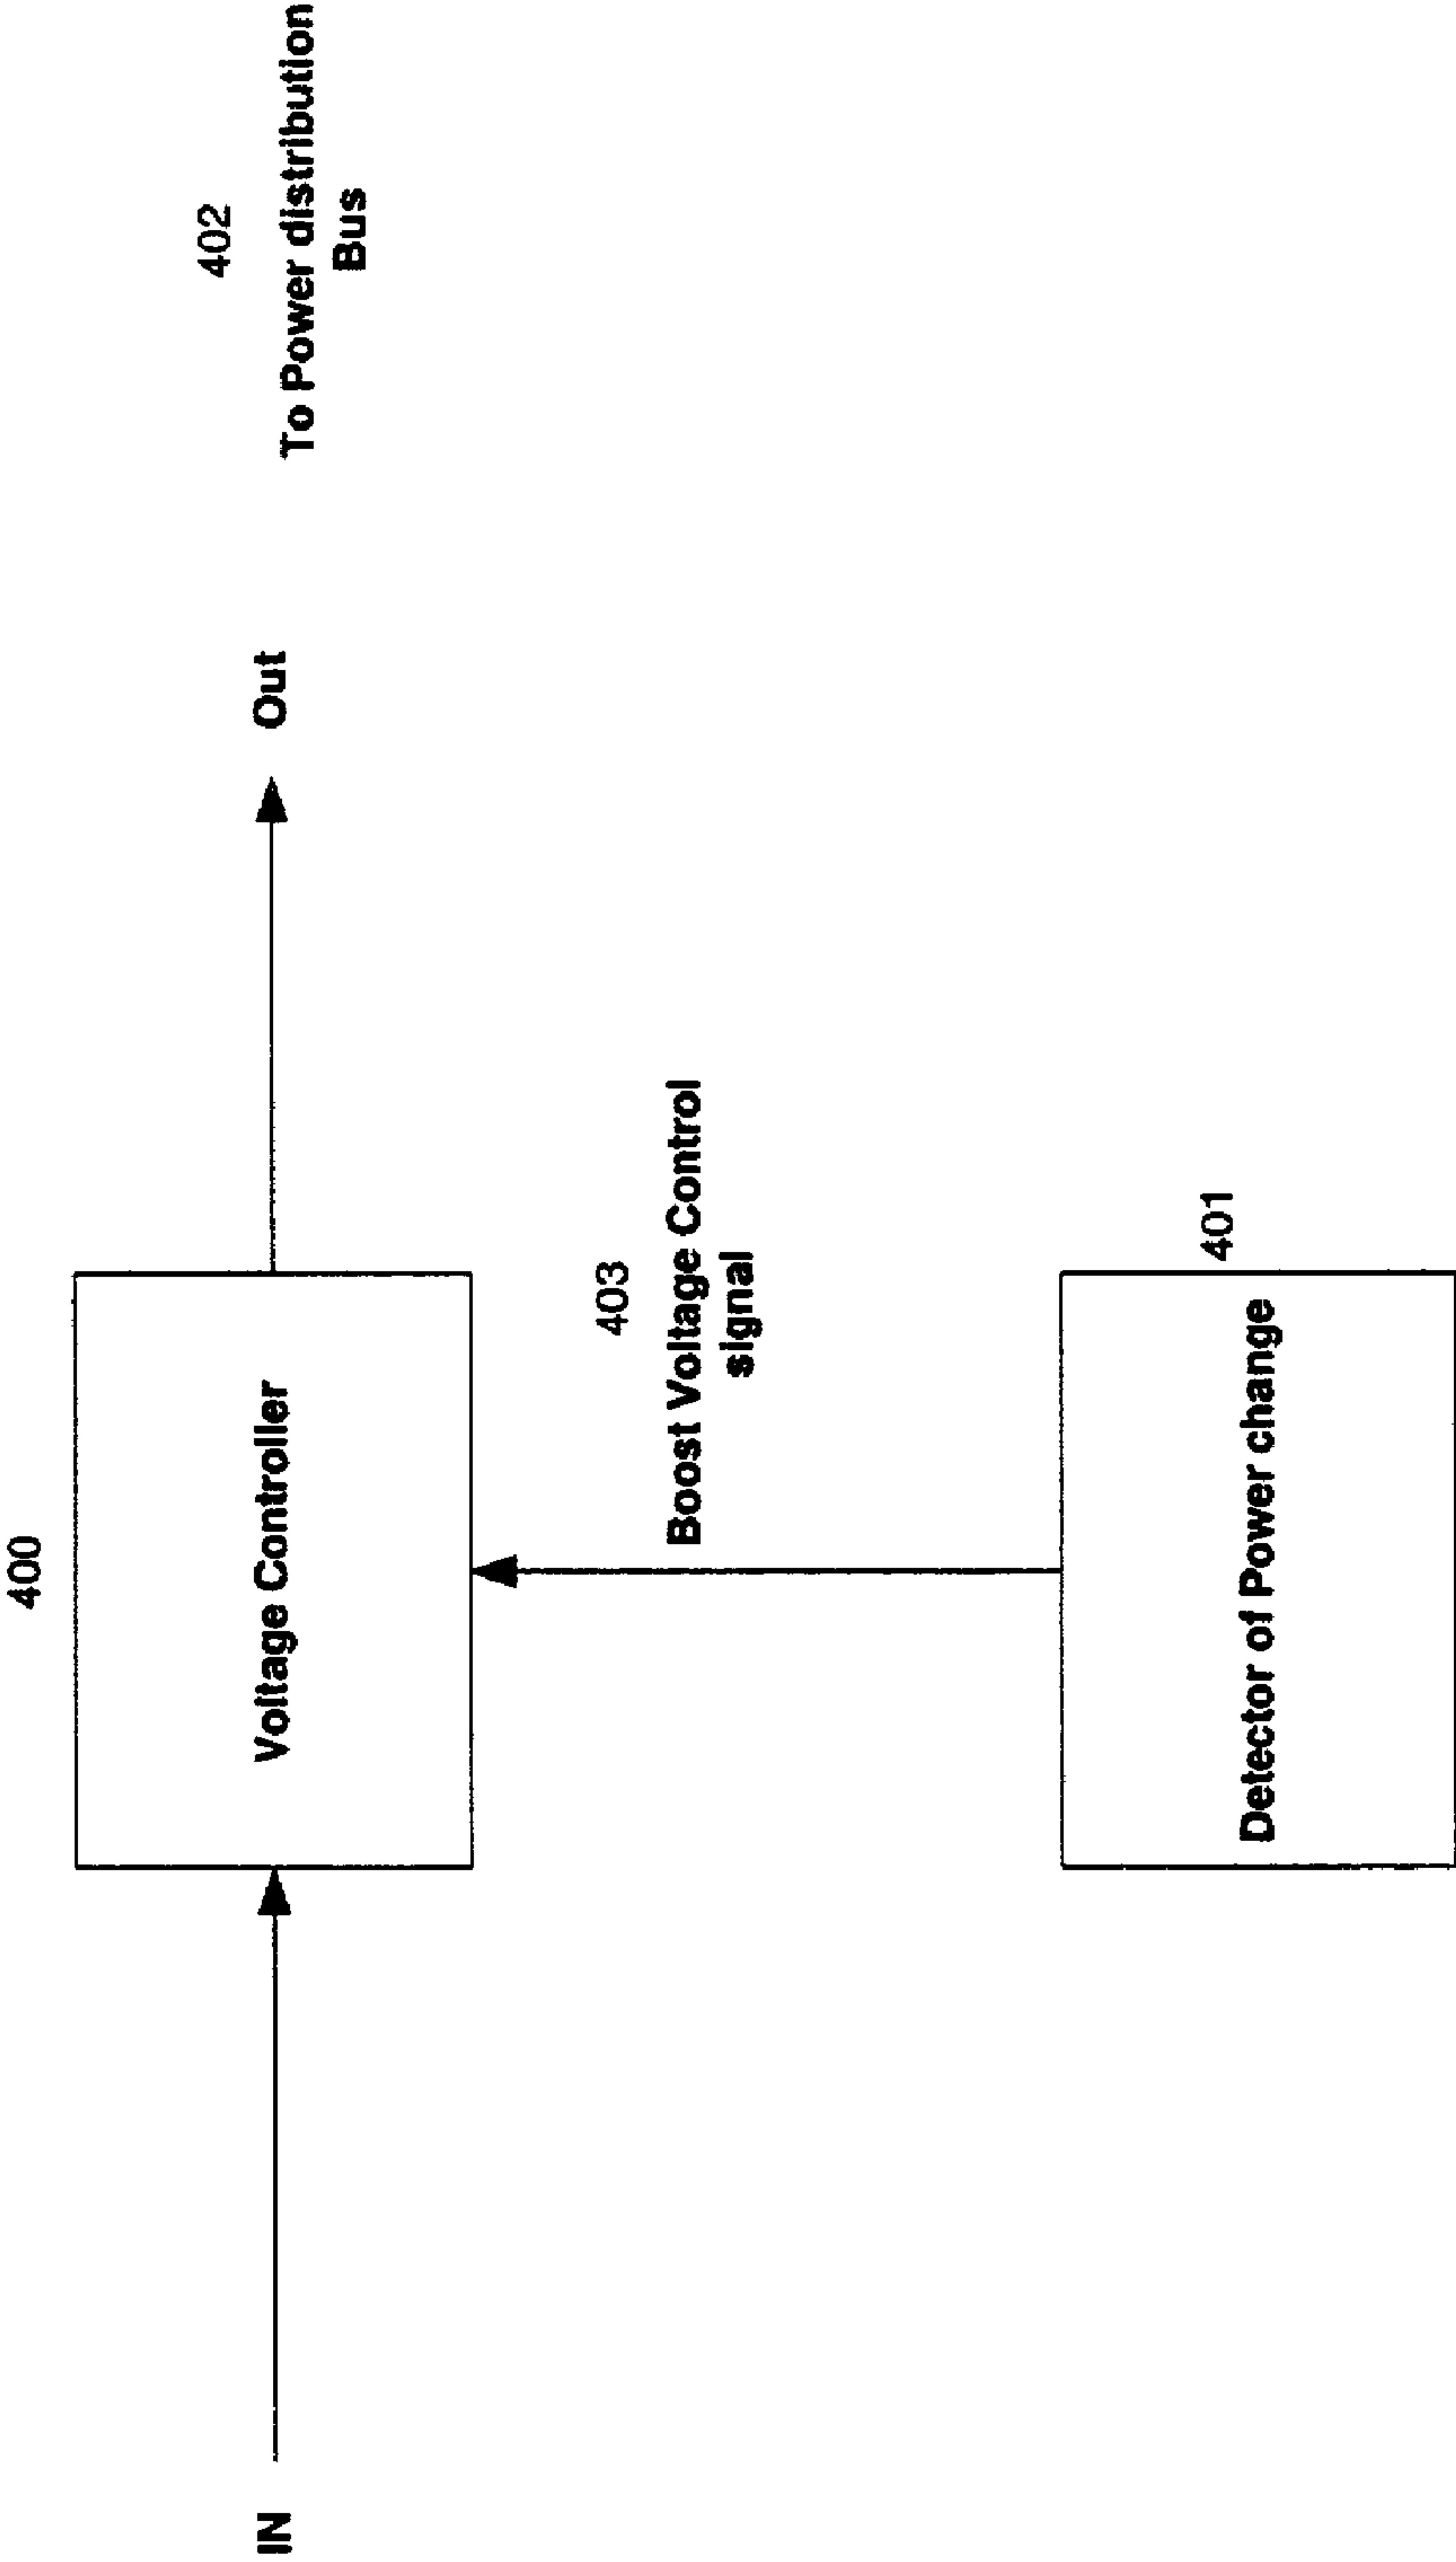 400
Voltage Controller
IN
Out
402
To Power distribution
Bus
403
Boost Voltage Control
signal
401
Detector of Power change